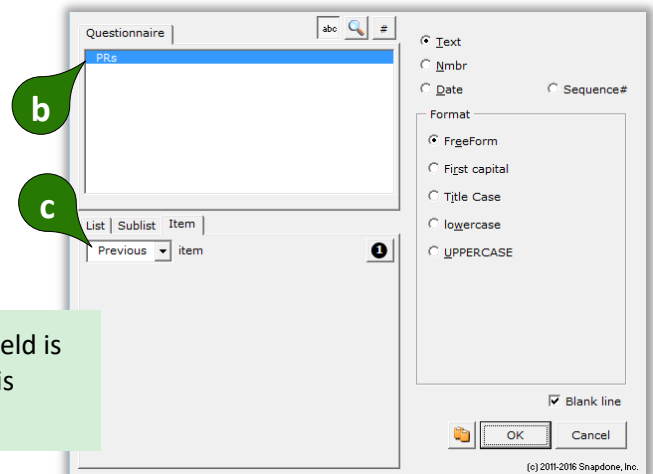 Questionnaire
abc
#
PRs
b
Text
Nmbr
Date
Sequence#
Format
FreeForm
First capital
Title Case
lowercase
UPPERCASE
c
List
Sublist
Item
Previous item
1
eld is
is
Blank line
OK
Cancel
(c) 2011-2016 Snapdone, Inc.